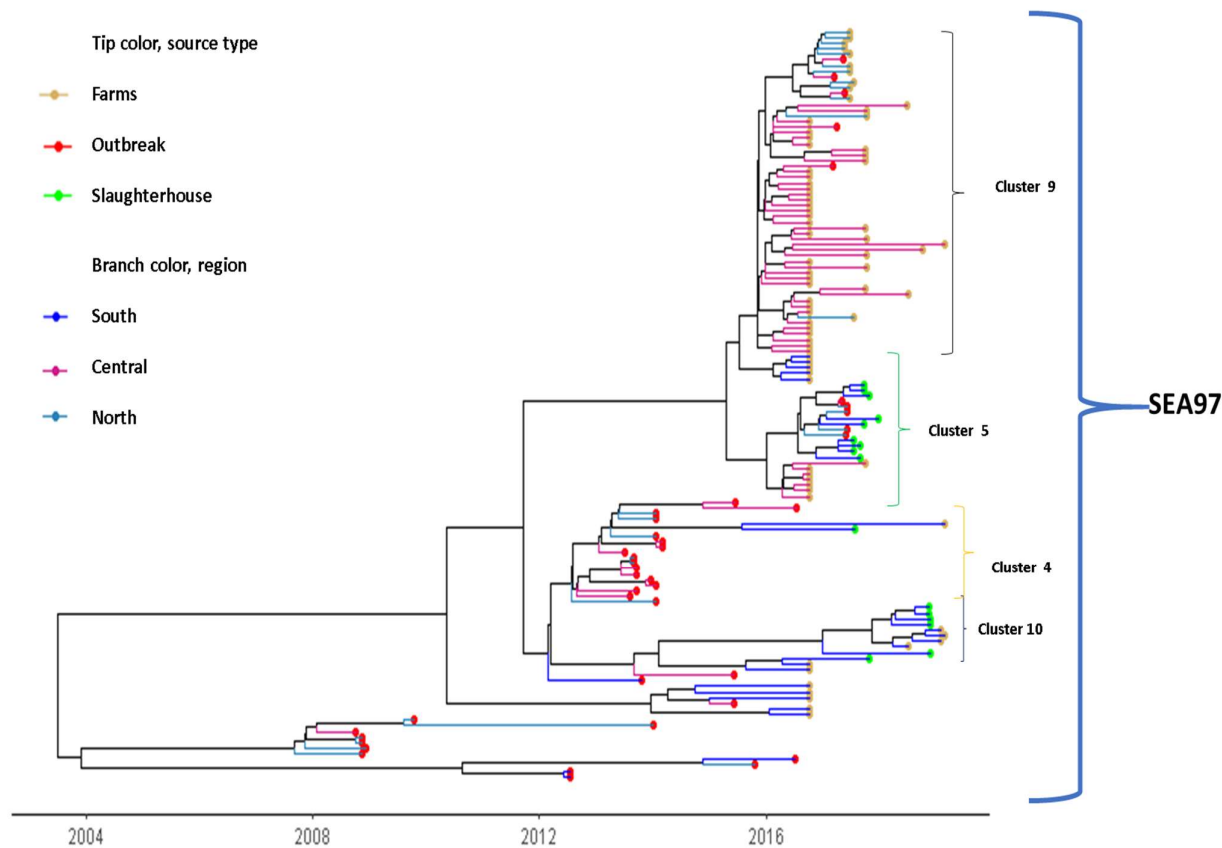 Tip color, source type
Farms
Outbreak
Slaughterhouse
Branch color, region
South
Central
North
Cluster 9
SEA97
Cluster 5
Cluster 4
Cluster 10
2004 2008 2012 2016